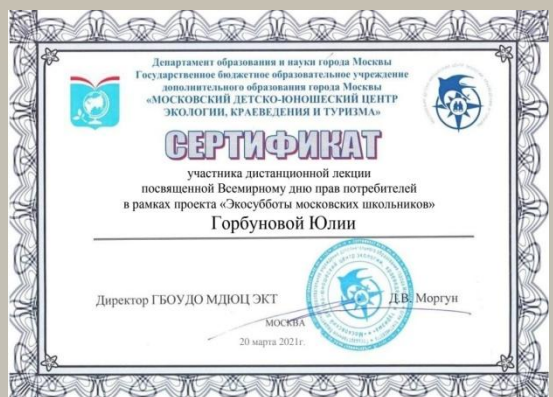 Департамент образования и науки города Москвы
Государственное бюджетное образовательное учреждение
дополнительного образования города Москвы
«МОСКОВСКИЙ ДЕТСКО-ЮНОШЕСКИЙ ЦЕНТР
ЭКОЛОГИИ, КРАЕВЕДЕНИЯ И ТУРИЗМА»
СЕРТИФИКАТ
участника дистанционной лекции
посвященной Всемирному дню прав потребителей
в рамках проекта «Экосубботы московских школьников»
Горбуновой Юлии
Директор ГБОУДО МДЮЦ ЭКТ
Д.В. Моргун
МОСКВА
20 марта 2021г.